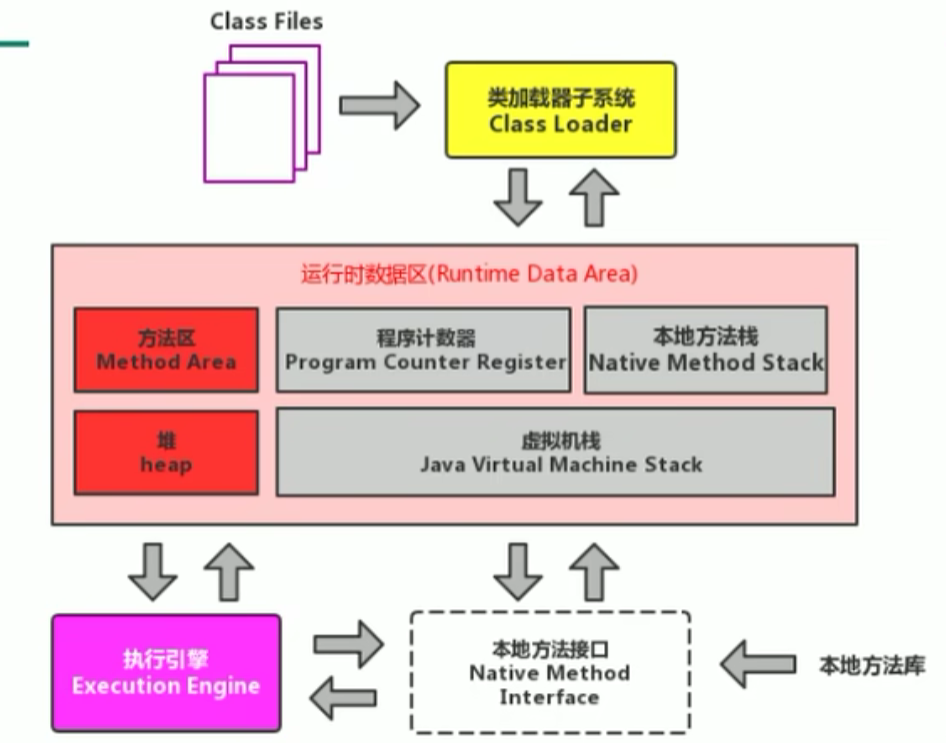 Class Files
类加载器子系统
Class Loader
运行时数据区(Runtime Data Area)
方法区
Method Area
程序计数器
Program Counter Register
本地方法栈
Native Method Stack
堆
heap
虚拟机栈
Java Virtual Machine Stack
执行引擎
Execution Engine
本地方法接口
Native Method
Interface
本地方法库